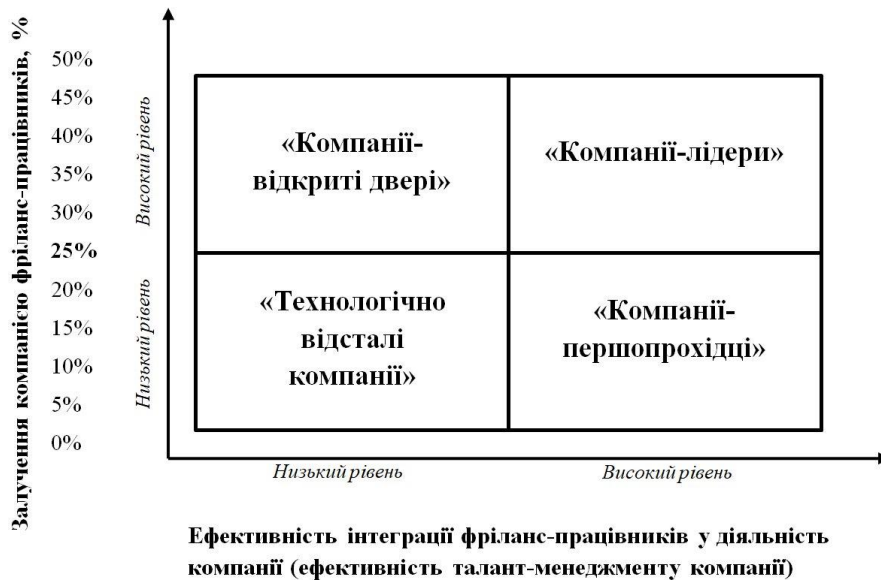 Залучення компанією фріланс-працівників, %
50%
45%
40%
35%
30%
25%
20%
15%
10%
5%
0%
Високий рівень
Низький рівень
«Компанії-
відкриті двері»
«Компанії-лідери»
«Технологічно
відсталі
компанії»
«Компанії-
першопрохідці»
Низький рівень
Високий рівень
Ефективність інтеграції фріланс-працівників у діяльність
компанії (ефективність талант-менеджменту компанії)